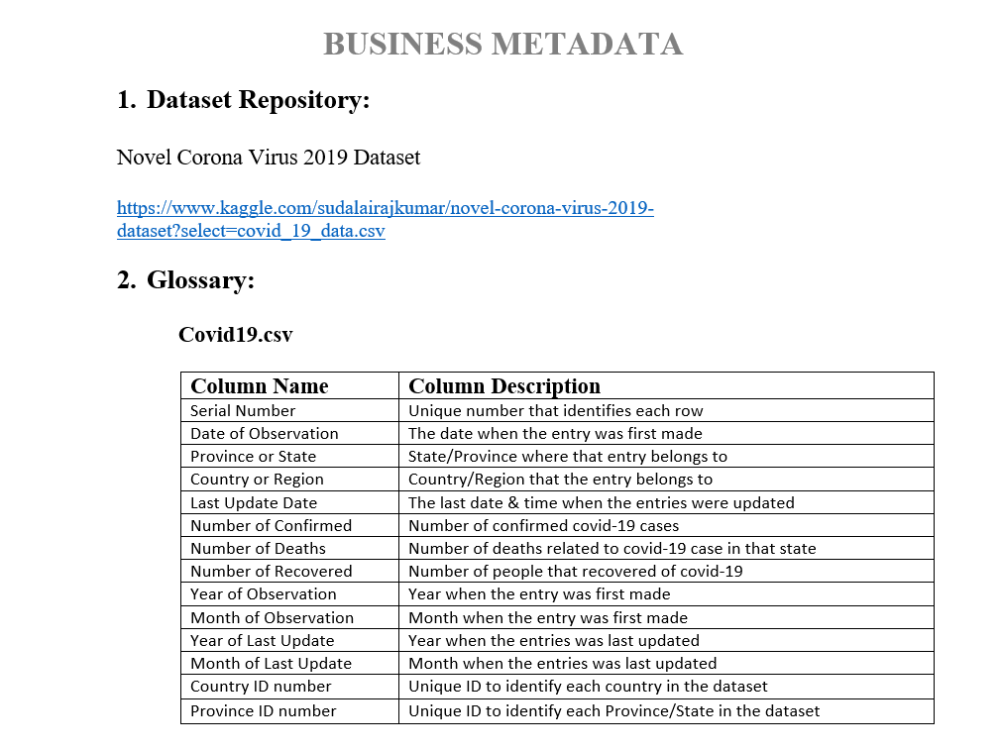 BUSINESS METADATA
1. Dataset Repository:
Novel Corona Virus 2019 Dataset
https://www.kaggle.com/sudalairajkumar/novel-corona-virus-2019-
dataset?select=covid_19_data.csv
2. Glossary:
Covid19.csv
Column Name Column Description
Serial Number Unique number that identifies each row
Date of Observation The date when the entry was first made
Province or State State/Province where that entry belongs to
Country or Region Country/Region that the entry belongs to
Last Update Date The last date & time when the entries were updated
Number of Confirmed Number of confirmed covid-19 cases
Number of Deaths Number of deaths related to covid-19 case in that state
Number of Recovered Number of people that recovered of covid-19
Year of Observation Year when the entry was first made
Month of Observation Month when the entry was first made
Year of Last Update Year when the entries was last updated
Month of Last Update Month when the entries was last updated
Country ID number Unique ID to identify each country in the dataset
Province ID number Unique ID to identify each Province/State in the dataset